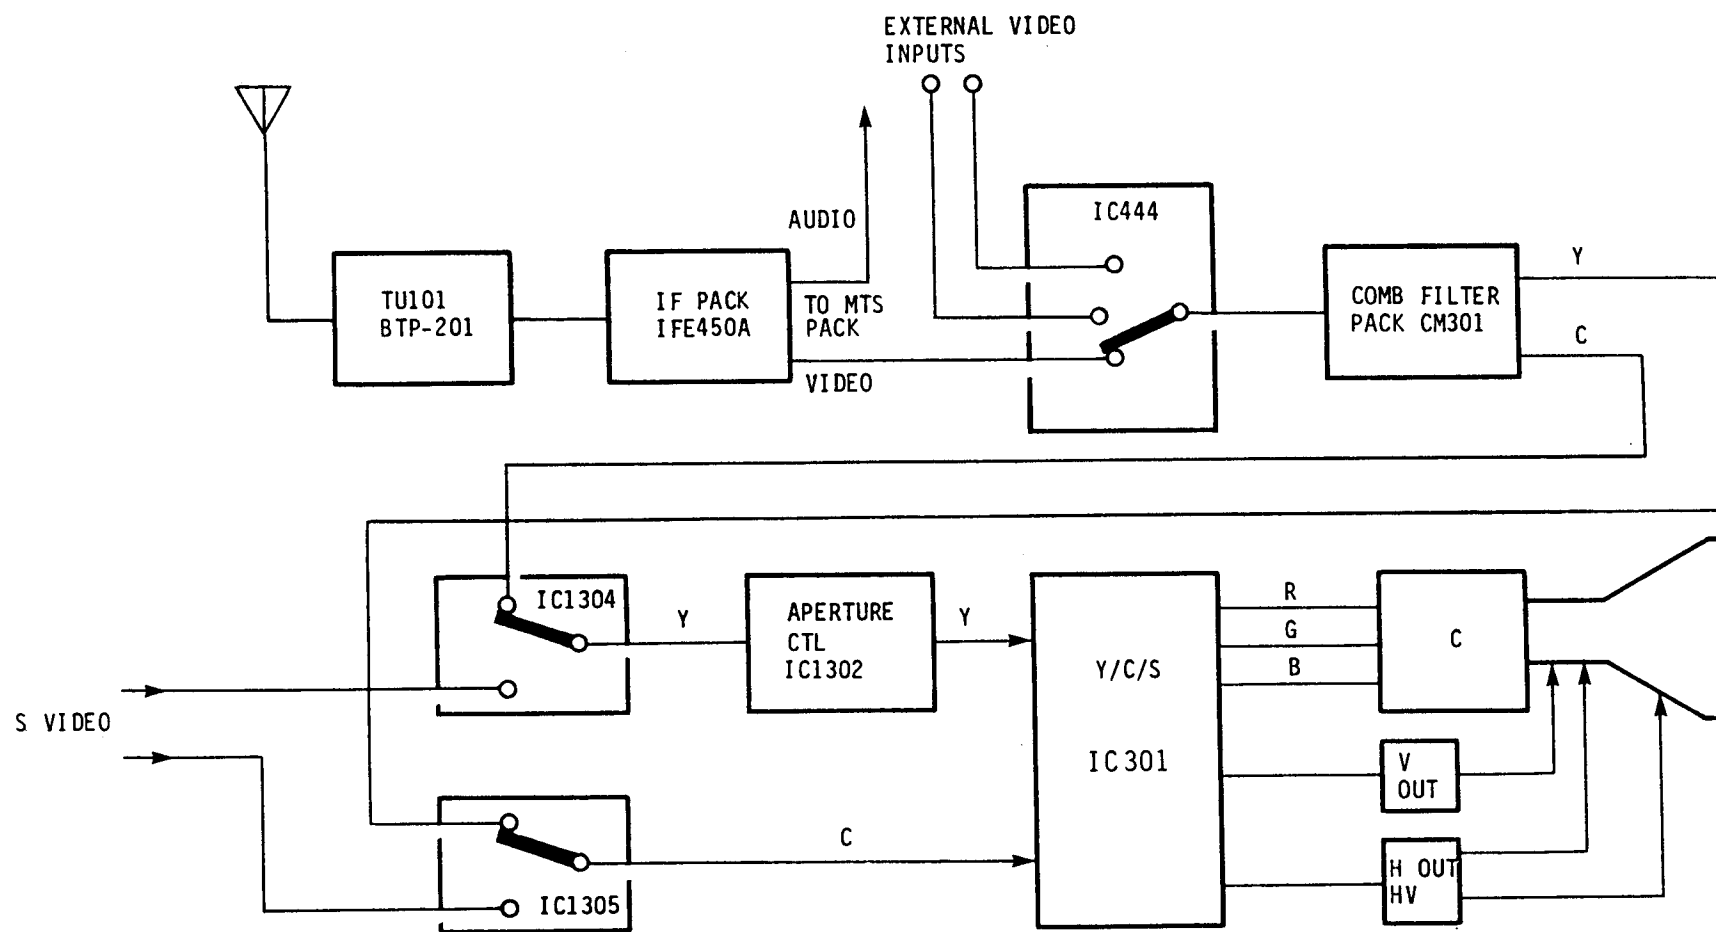 EXTERNAL VIDEO
INPUTS
IC444
AUDIO
TU101
BTP-201
IF PACK
IFE450A
TO MTS
PACK
VIDEO
COMB FILTER
PACK CM301
Y
C
IC1304
Y
APERTURE
CTL
IC1302
Y
Y/C/S
IC301
R
G
B
C
S VIDEO
V
OUT
C
H OUT
HV
IC1305